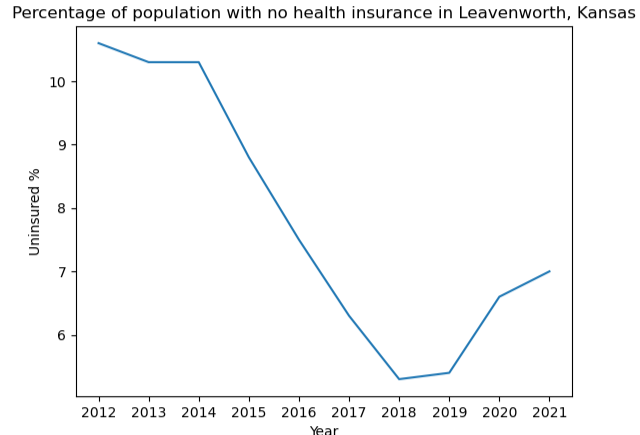 Percentage of population with no health insurance in Leavenworth, Kansas
10
9
8
7
6
Uninsured %
2012 2013 2014 2015 2016 2017 2018 2019 2020 2021
Year